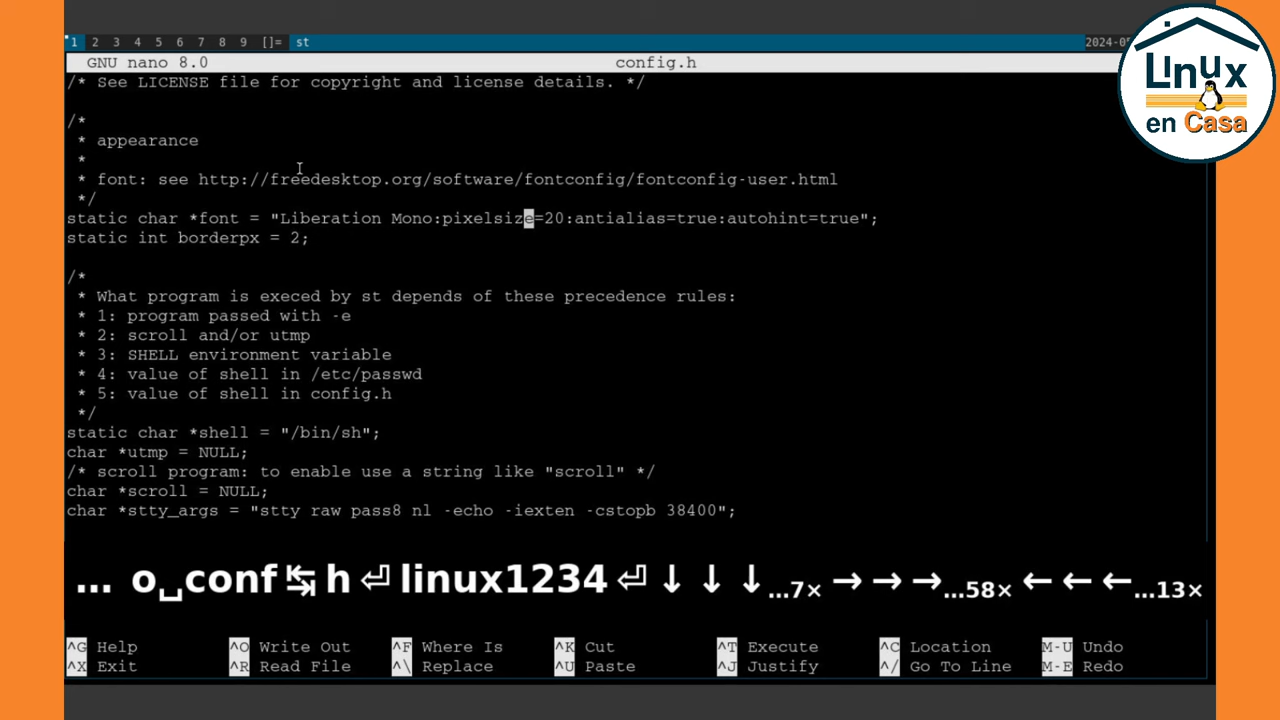 1 2 3 4 5 6 7 8 9 []= st 2024-0
GNU nano 8.0 config.h
/* See LICENSE file for copyright and license details. */
/*
* appearance
*
* font: see http://freedesktop.org/software/fontconfig/fontconfig-user.html
*/
static char *font = "Liberation Mono:pixelsize=20:antialias=true:autohint=true";
static int borderpx = 2;
/*
* What program is execed by st depends of these precedence rules:
* 1: program passed with -e
* 2: scroll and/or utmp
* 3: SHELL environment variable
* 4: value of shell in /etc/passwd
* 5: value of shell in config.h
*/
static char *shell = "/bin/sh";
char *utmp = NULL;
/* scroll program: to enable use a string like "scroll" */
char *scroll = NULL;
char *stty_args = "stty raw pass8 nl -echo -iexten -cstopb 38400";
... o␣conf↹h⏎linux1234⏎↓↓↓...7×→→→...58×←←←...13×
^G Help ^O Write Out ^F Where Is ^K Cut ^T Execute ^C Location M-U Undo
^X Exit ^R Read File ^\ Replace ^U Paste ^J Justify ^/ Go To Line M-E Redo
Linux
en Casa